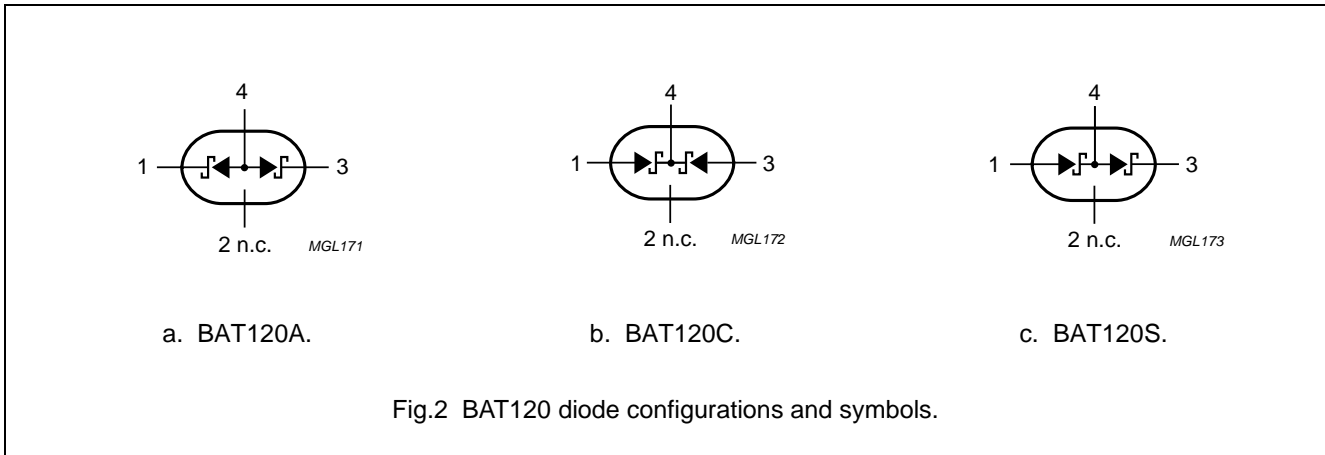 4
1
3
2 n.c.
MGL171
a. BAT120A.
4
1
3
2 n.c.
MGL172
b. BAT120C.
4
1
3
2 n.c.
MGL173
c. BAT120S.
Fig.2 BAT120 diode configurations and symbols.